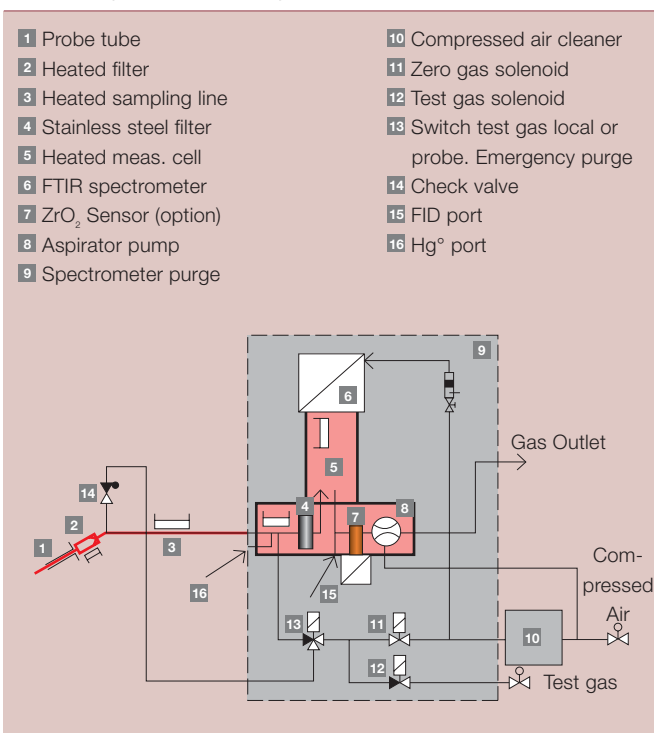 1 Probe tube
2 Heated filter
3 Heated sampling line
4 Stainless steel filter
5 Heated meas. cell
6 FTIR spectrometer
7 ZrO₂ Sensor (option)
8 Aspirator pump
9 Spectrometer purge
10 Compressed air cleaner
11 Zero gas solenoid
12 Test gas solenoid
13 Switch test gas local or
probe. Emergency purge
14 Check valve
15 FID port
16 Hg° port
9
6
Gas Outlet
5
14
4
8
7
2
1
3
16
15
Com-
pressed
Air
13
11
10
12
Test gas